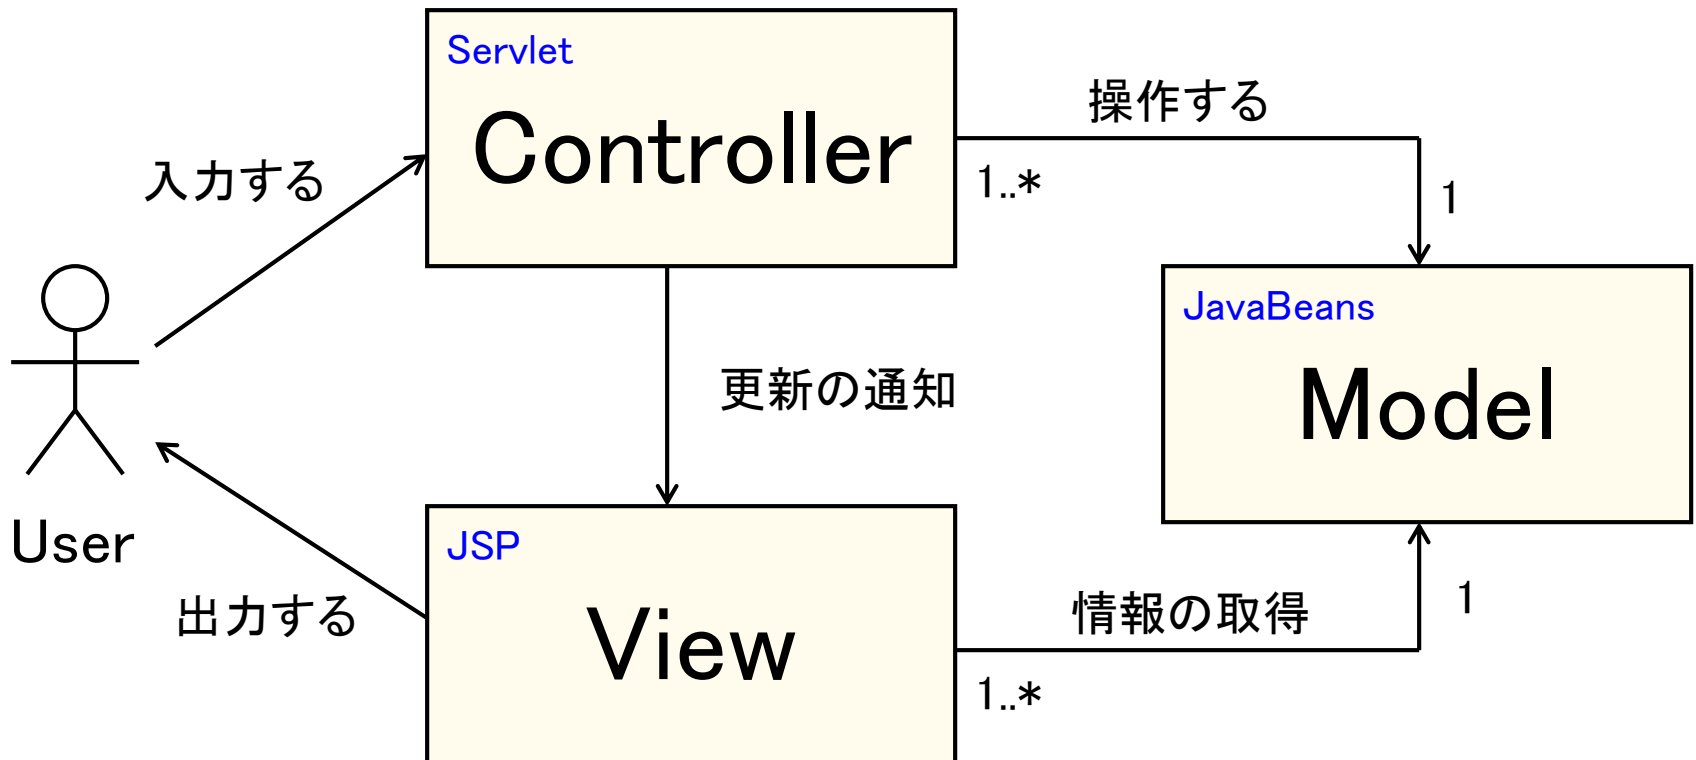 Servlet
Controller
操作する
1..*
1
入力する
JavaBeans
Model
更新の通知
User
JSP
View
出力する
情報の取得
1
1..*